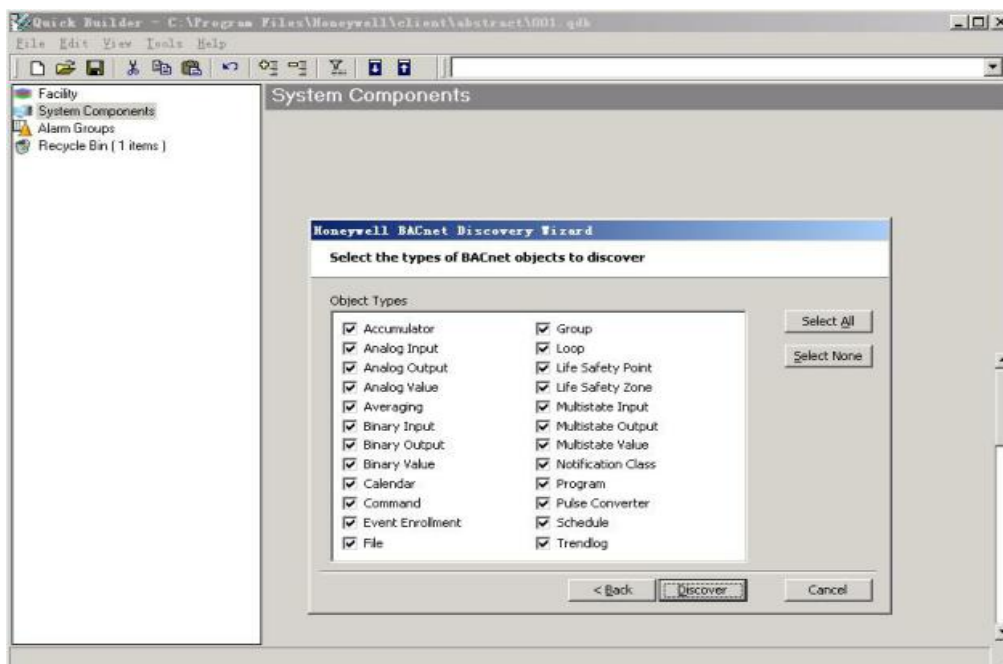 Quick Builder - C:\Program Files\Honeywell\client\abstract\001.qdb
File Edit View Tools Help
Facility
System Components
Alarm Groups
Recycle Bin ( 1 items )
System Components
Honeywell BACnet Discovery Wizard
Select the types of BACnet objects to discover
Object Types
Accumulator
Analog Input
Analog Output
Analog Value
Averaging
Binary Input
Binary Output
Binary Value
Calendar
Command
Event Enrollment
File
Group
Loop
Life Safety Point
Life Safety Zone
Multistate Input
Multistate Output
Multistate Value
Notification Class
Program
Pulse Converter
Schedule
Trendlog
Select All
Select None
< Back
Discover
Cancel